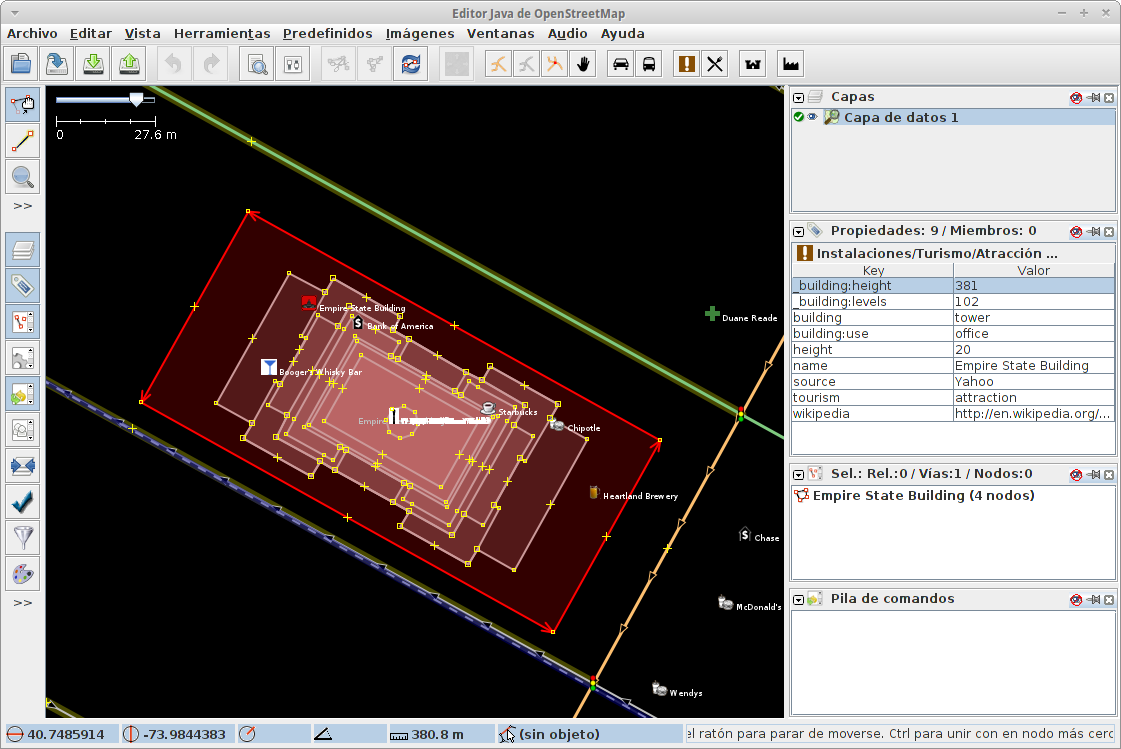 Editor Java de OpenStreetMap
Archivo Editar Vista Herramientas Predefinidos Imágenes Ventanas Audio Ayuda
0 27.6 m
>>
>>
Empire State Building
Bank of America
Booger's Whisky Bar
Starbucks
Chipotle
Heartland Brewery
Duane Reade
Chase
McDonald's
Wendys
Capas
Capa de datos 1
Propiedades: 9 / Miembros: 0
Instalaciones/Turismo/Atracción ...
Key Valor
_building:height 381
_building:levels 102
building tower
building:use office
height 20
name Empire State Building
source Yahoo
tourism attraction
wikipedia http://en.wikipedia.org/...
Sel.: Rel.:0 / Vías:1 / Nodos:0
Empire State Building (4 nodos)
Pila de comandos
40.7485914 -73.9844383 380.8 m (sin objeto) el ratón para parar de moverse. Ctrl para unir con en nodo más cerc